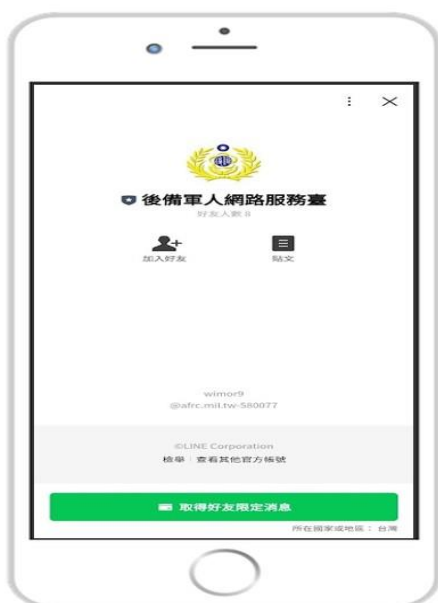 後備軍人網路服務臺
好友人數 8
加入好友 貼文
wimor9
@afrc.mil.tw-580077
©LINE Corporation
檢舉 查看其他官方帳號
取得好友限定消息
所在國家或地區： 台灣